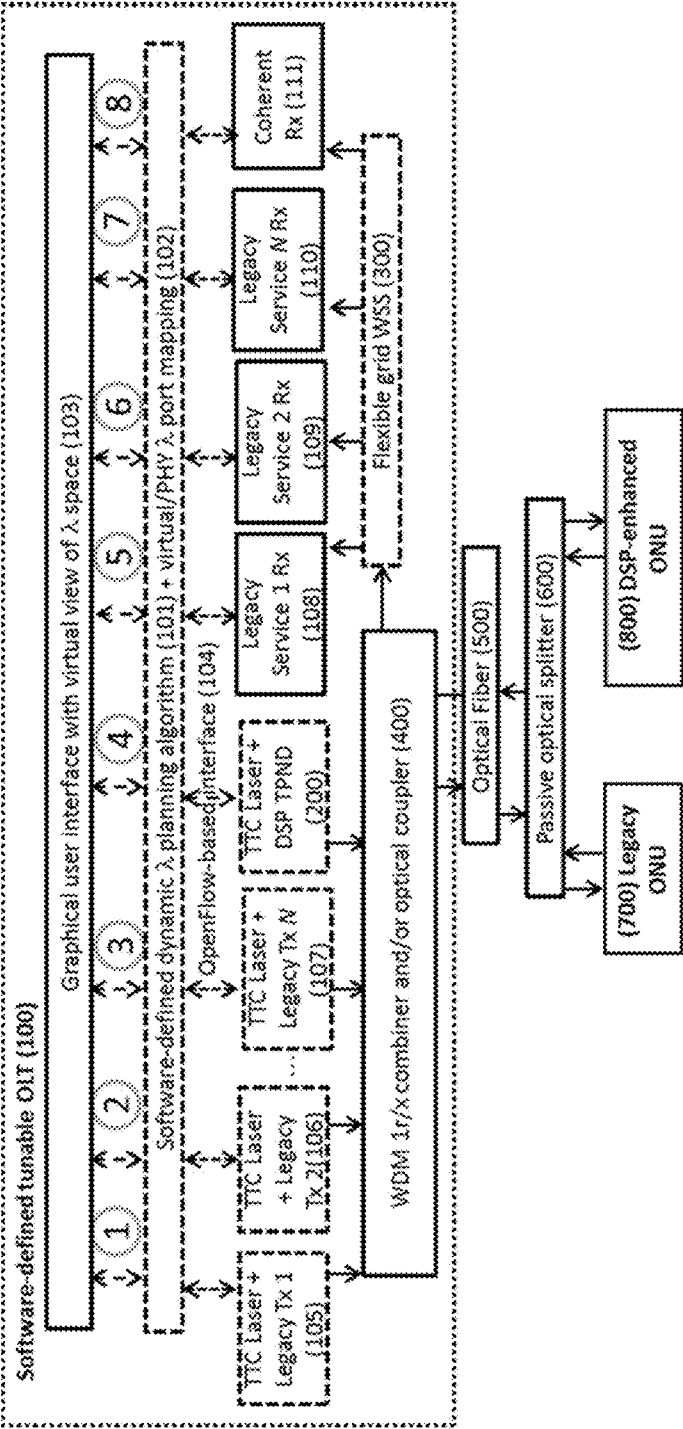 Software-defined tunable OLT (100)
Graphical user interface with virtual view of λ space (103)
1
2
3
4
5
6
7
8
Software-defined dynamic λ planning algorithm (101) + virtual/PHY λ port mapping (102)
OpenFlow-based interface (104)
TTC Laser +
Legacy Tx 1
(105)
TTC Laser
+ Legacy
Tx 2(106)
...
TTC Laser +
Legacy Tx N
(107)
TTC Laser +
DSP TPND
(200)
Legacy
Service 1 Rx
(108)
Legacy
Service 2 Rx
(109)
Legacy
Service N Rx
(110)
Coherent
Rx (111)
WDM 1r/x combiner and/or optical coupler (400)
Flexible grid WSS (300)
Optical Fiber (500)
Passive optical splitter (600)
(700) Legacy
ONU
(800) DSP-enhanced
ONU